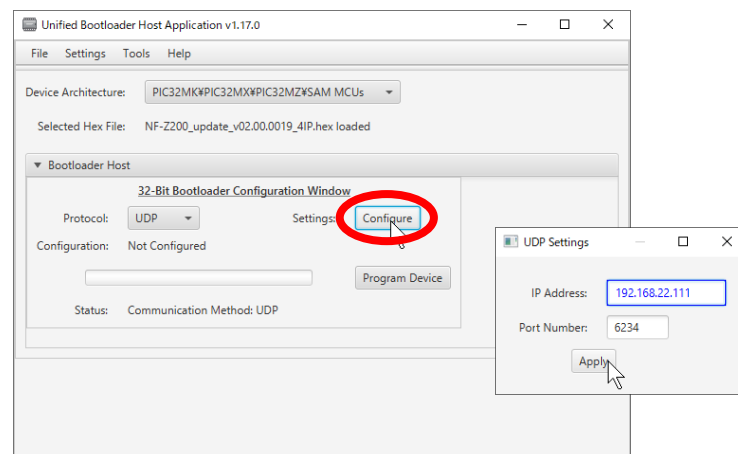 Unified Bootloader Host Application v1.17.0
File Settings Tools Help
Device Architecture: PIC32MK¥PIC32MX¥PIC32MZ¥SAM MCUs
Selected Hex File: NF-Z200_update_v02.00.0019_4IP.hex loaded
Bootloader Host
32-Bit Bootloader Configuration Window
Protocol: UDP Settings: Configure
Configuration: Not Configured
Program Device
Status: Communication Method: UDP
UDP Settings
IP Address: 192.168.22.111
Port Number: 6234
Apply